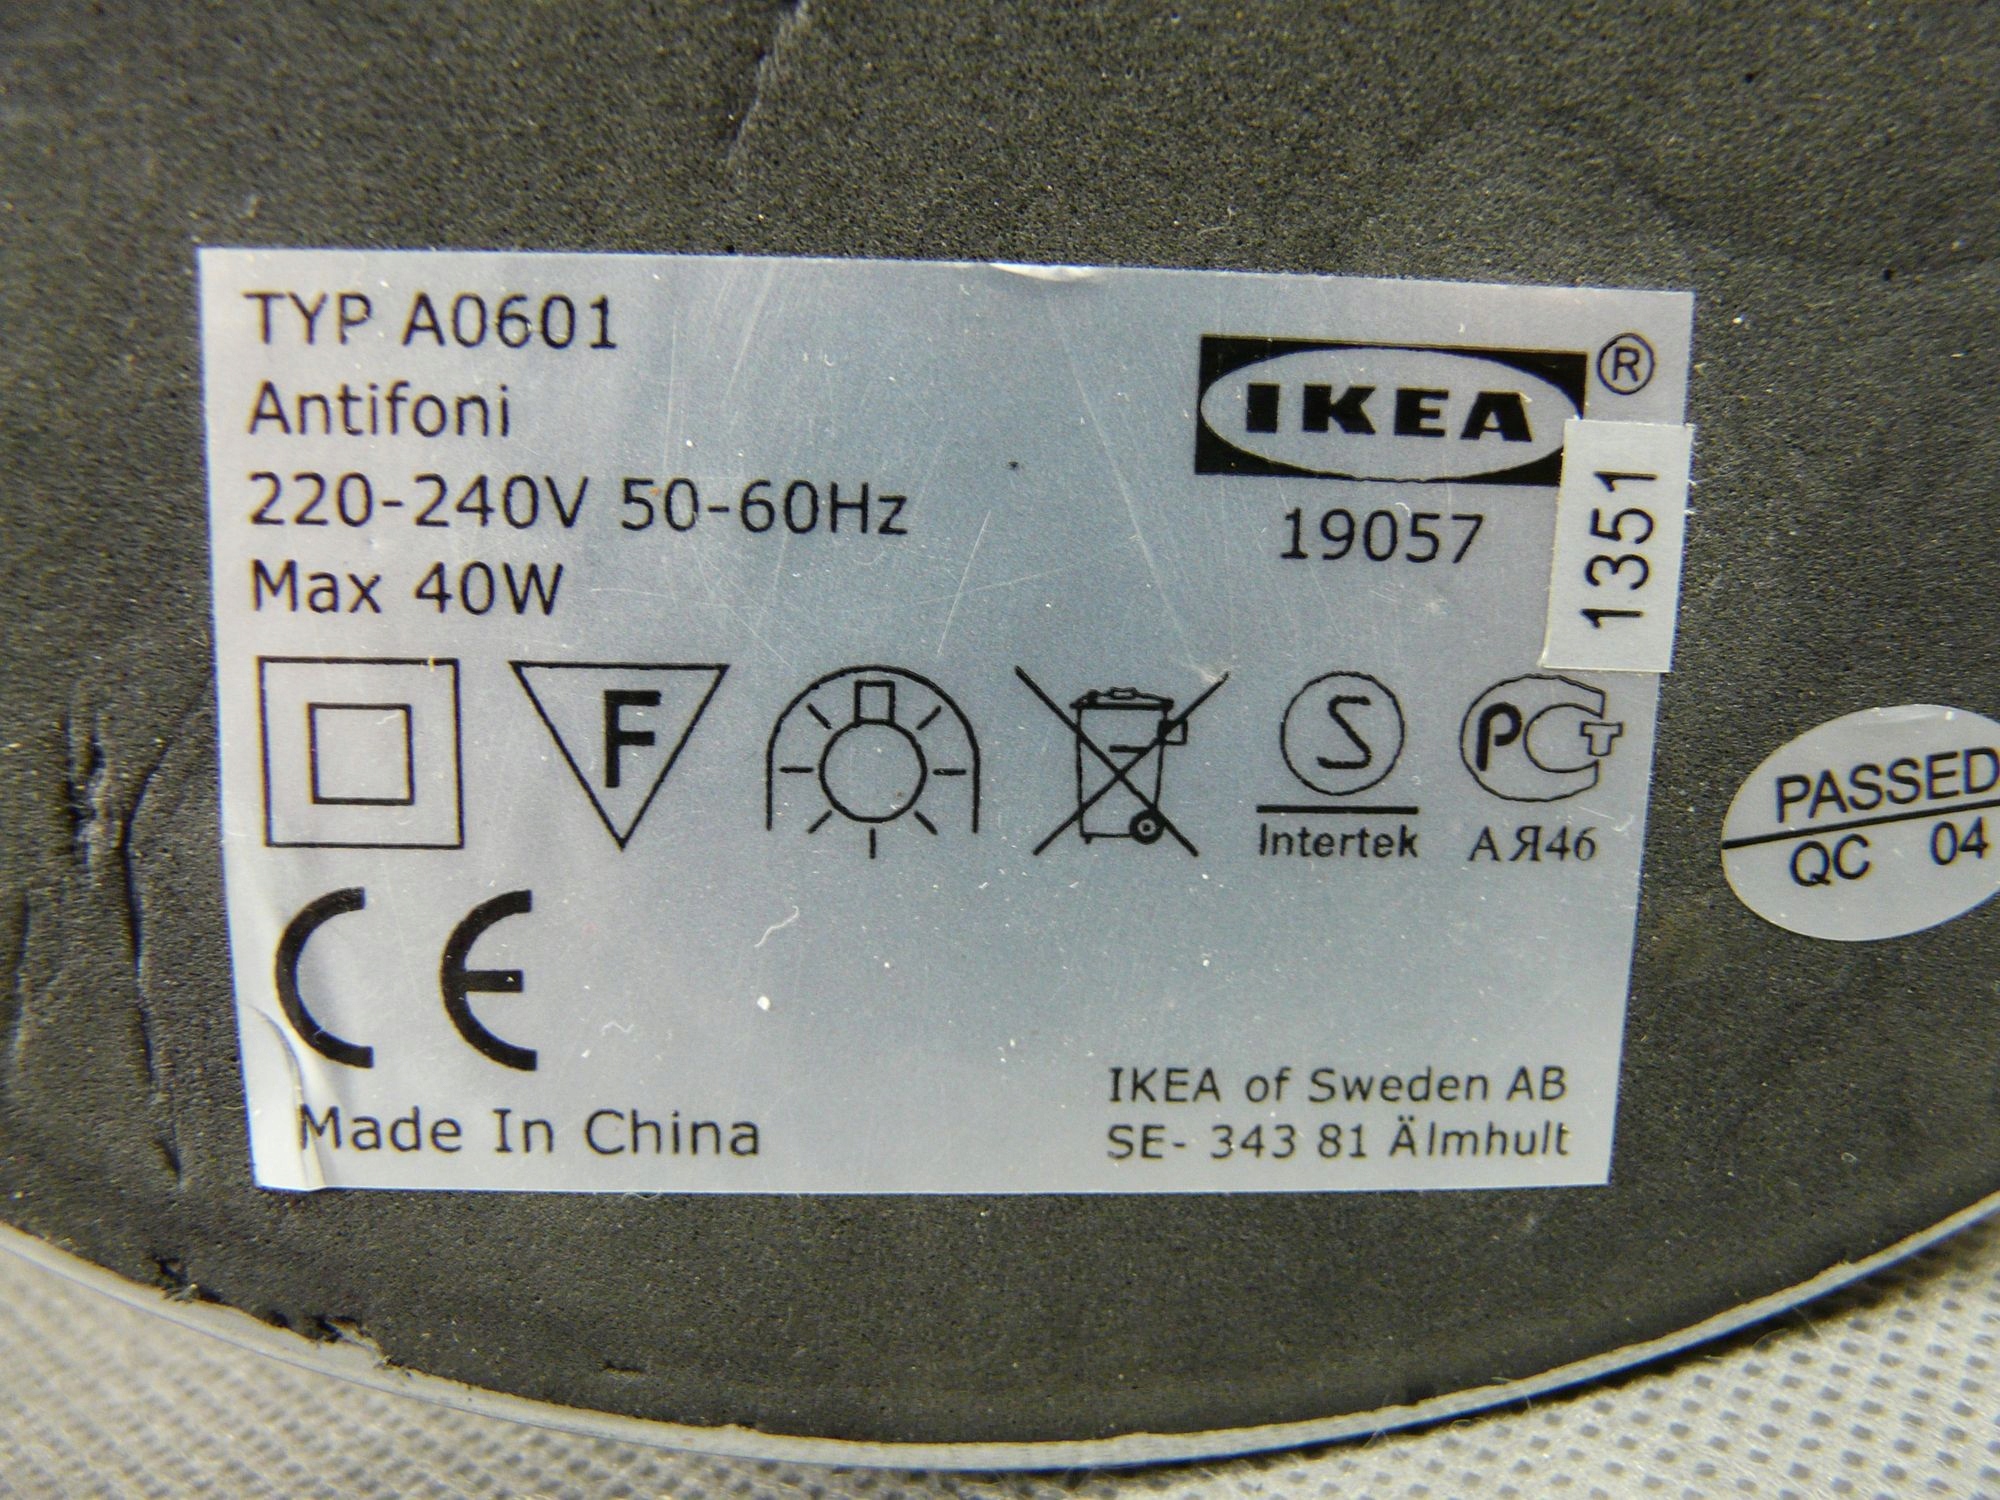 TYP A0601
Antifoni
220-240V 50-60Hz
Max 40W
IKEA®
19057
1351
F
S
Intertek
РСТ
АЯ46
CE
Made In China
IKEA of Sweden AB
SE- 343 81 Älmhult
PASSED
QC 04